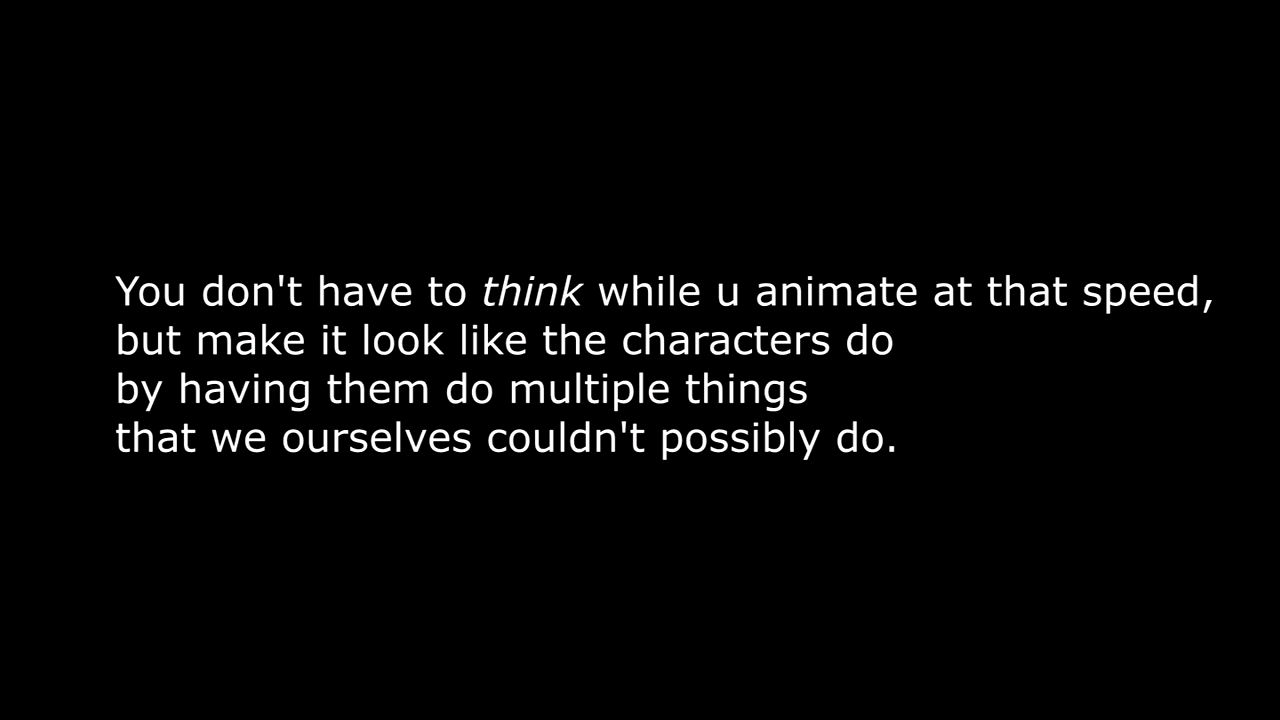 You don't have to think while u animate at that speed,
but make it look like the characters do
by having them do multiple things
that we ourselves couldn't possibly do.